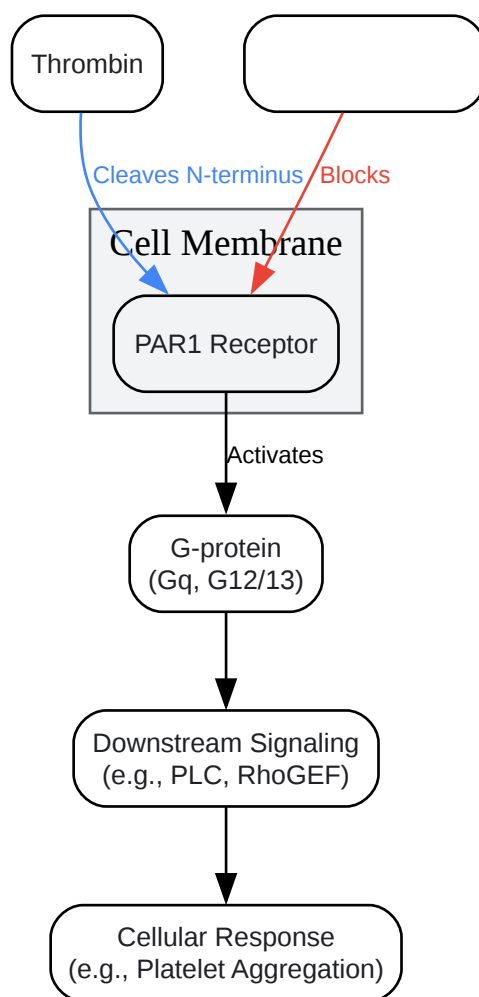 Thrombin
Cleaves N-terminus
Blocks
Cell Membrane
PAR1 Receptor
Activates
G-protein
(Gq, G12/13)
Downstream Signaling
(e.g., PLC, RhoGEF)
Cellular Response
(e.g., Platelet Aggregation)